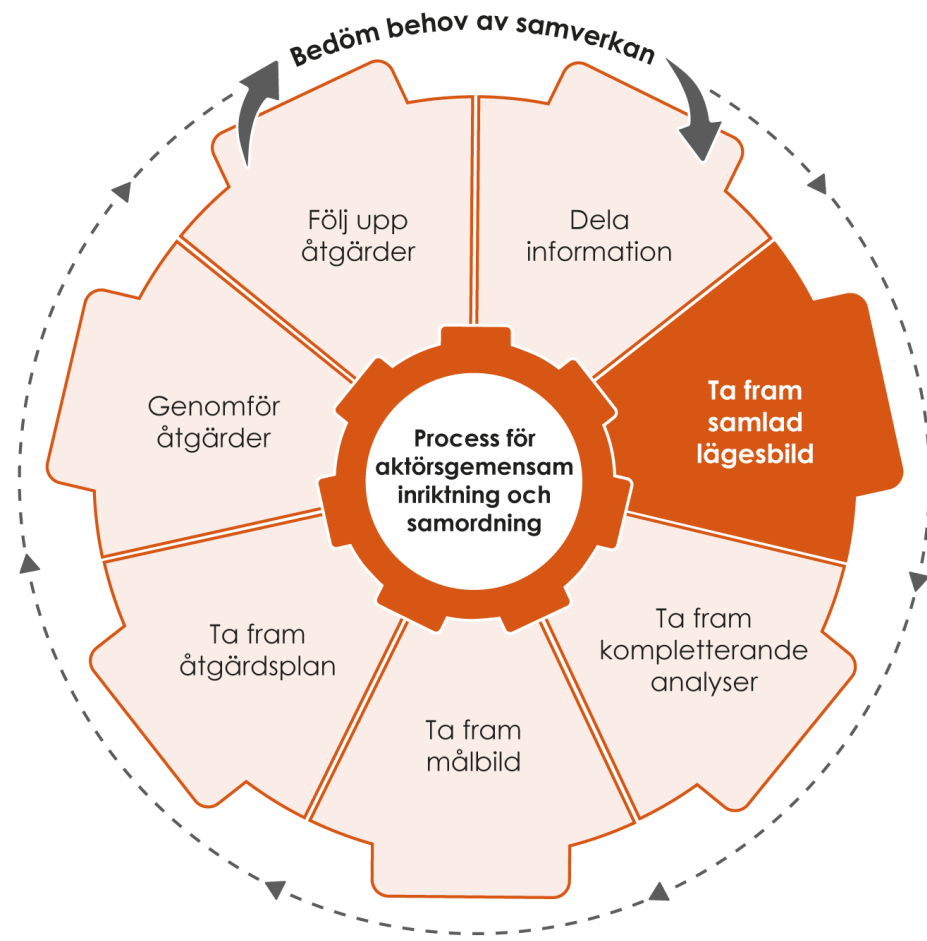 Bedöm behov av samverkan
Dela
information
Ta fram
samlad
lägesbild
Ta fram
kompletterande
analyser
Ta fram
målbild
Ta fram
åtgärdsplan
Genomför
åtgärder
Följ upp
åtgärder
Process för
aktörsgemensam
inriktning och
samordning